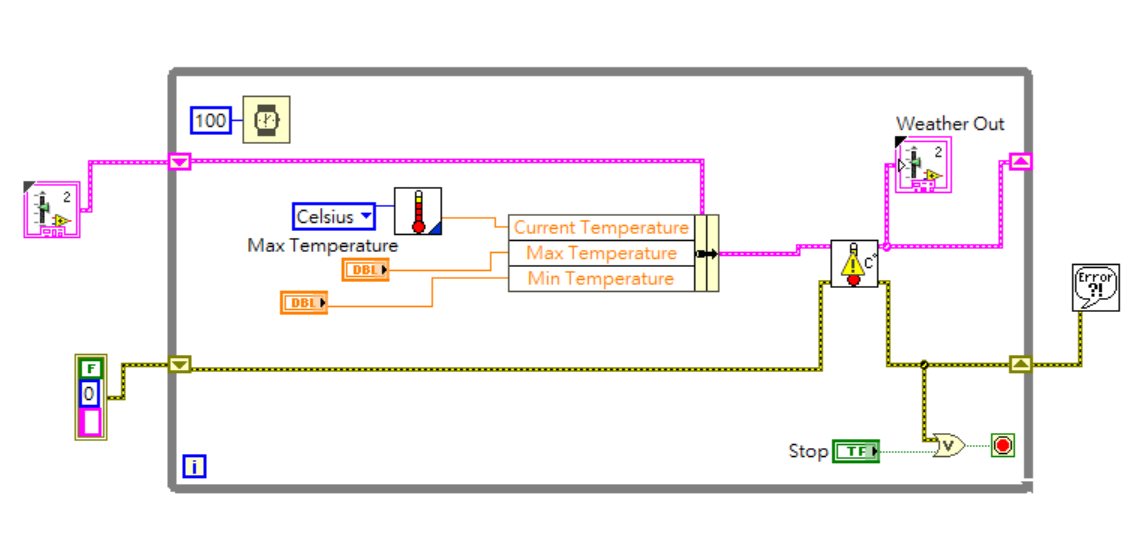 100
Weather Out
2
2
Celsius
Max Temperature
Current Temperature
Max Temperature
Min Temperature
DBL
DBL
C°
Error
?!
F
0
V
Stop
TF
i